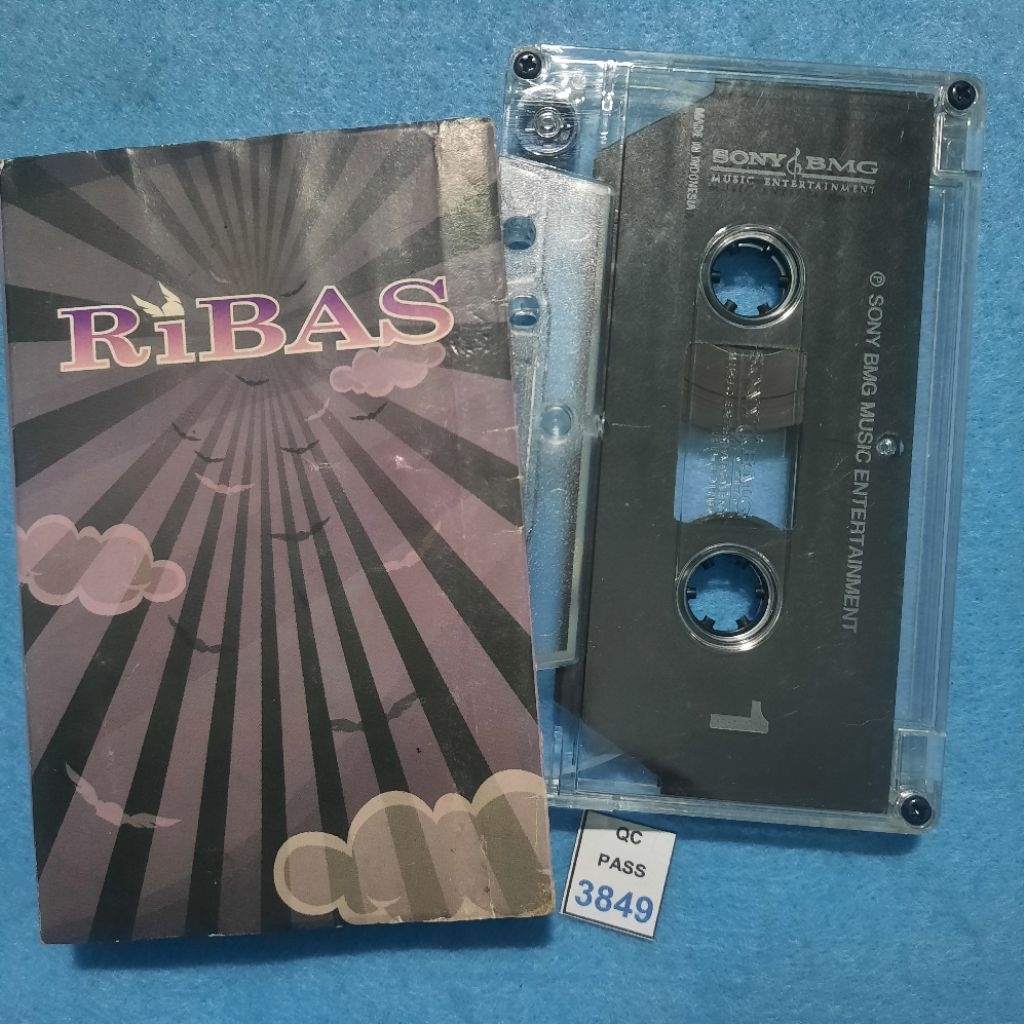 RiBAS
SONY BMG
MUSIC ENTERTAINMENT
MADE IN INDONESIA
℗ SONY BMG MUSIC ENTERTAINMENT
1
QC
PASS
3849